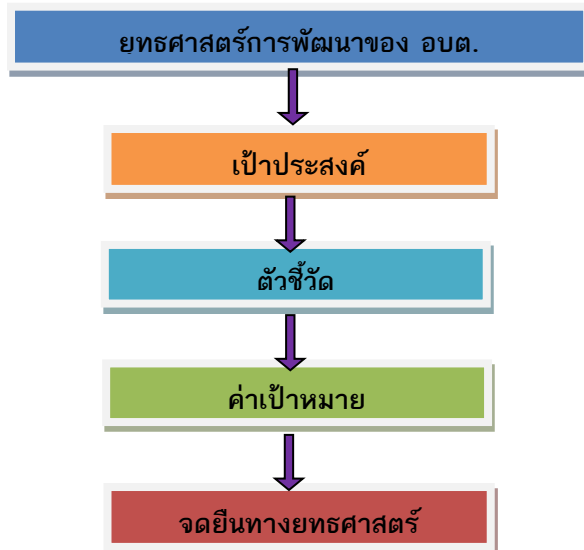 ยทธศาสตร์การพัฒนาของ อบต.
เป้าประสงค์
ตัวชี้วัด
ค่าเป้าหมาย
จดยืนทางยทธศาสตร์